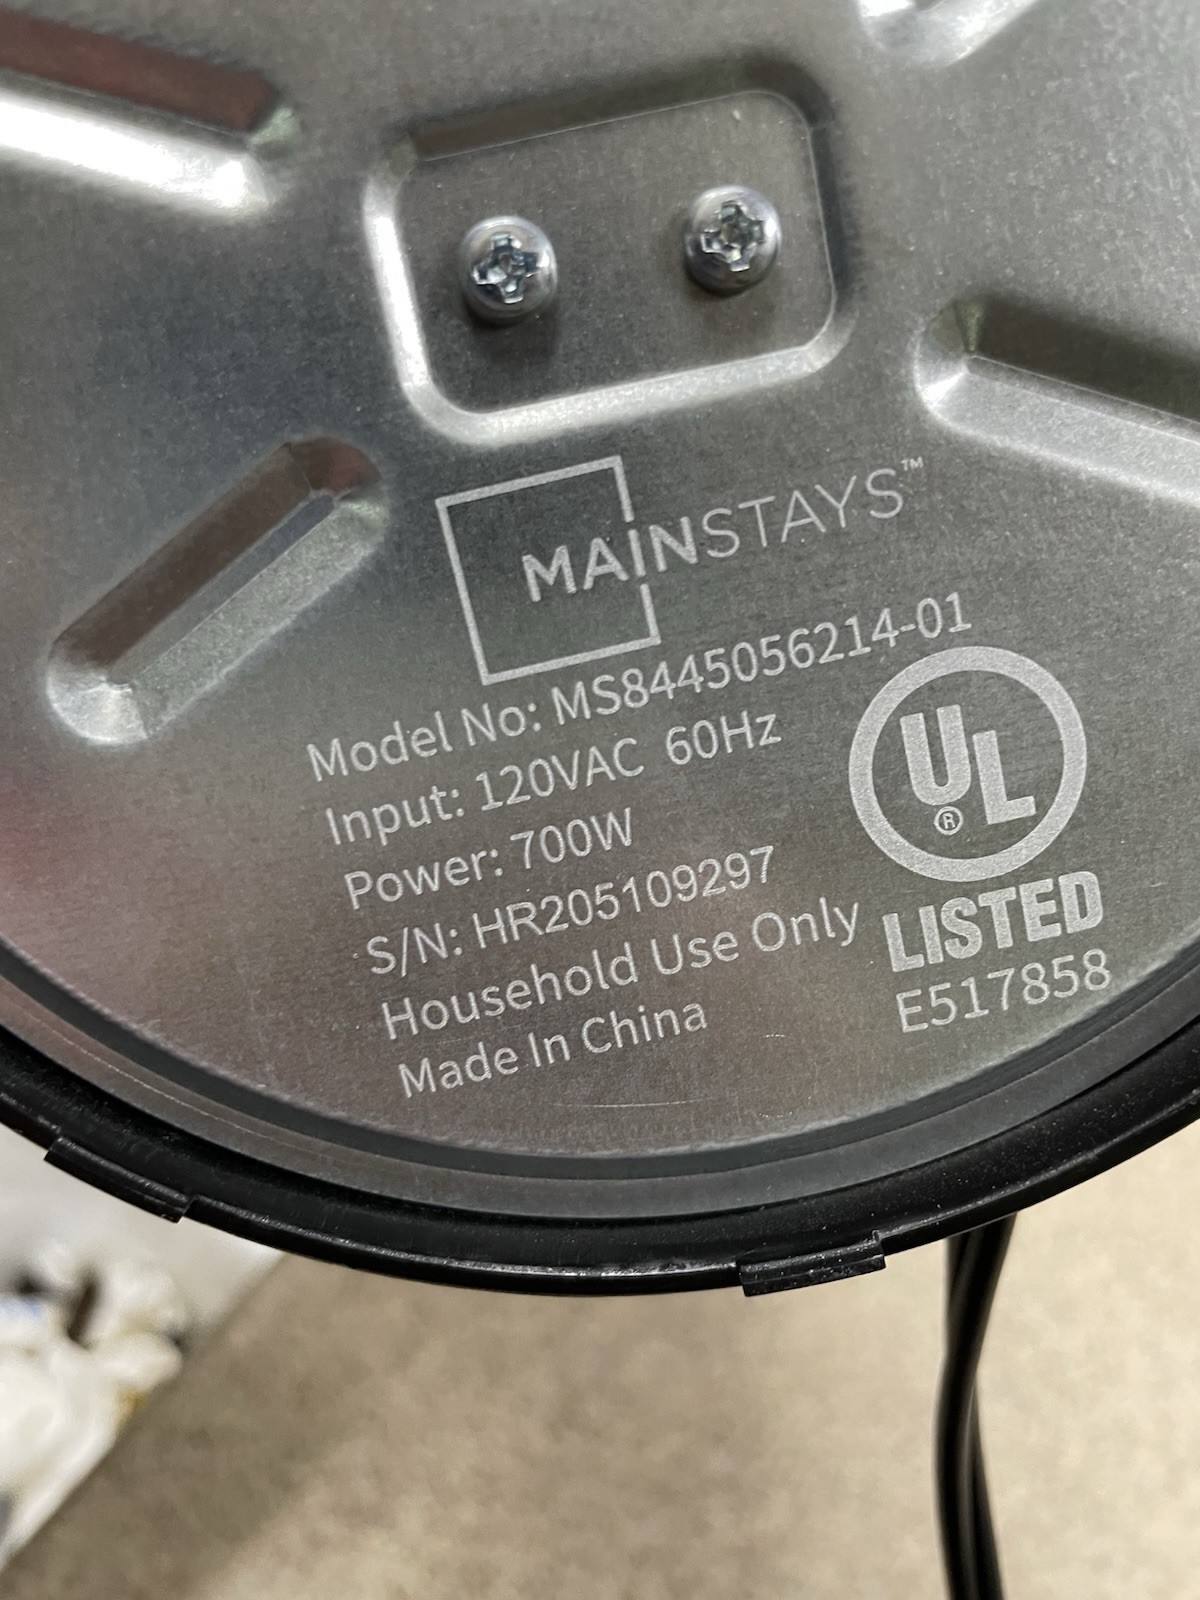 MAINSTAYS™
Model No: MS8445056214-01
Input: 120VAC 60Hz
Power: 700W
S/N: HR205109297
Household Use Only
Made In China
UL®
LISTED
E517858